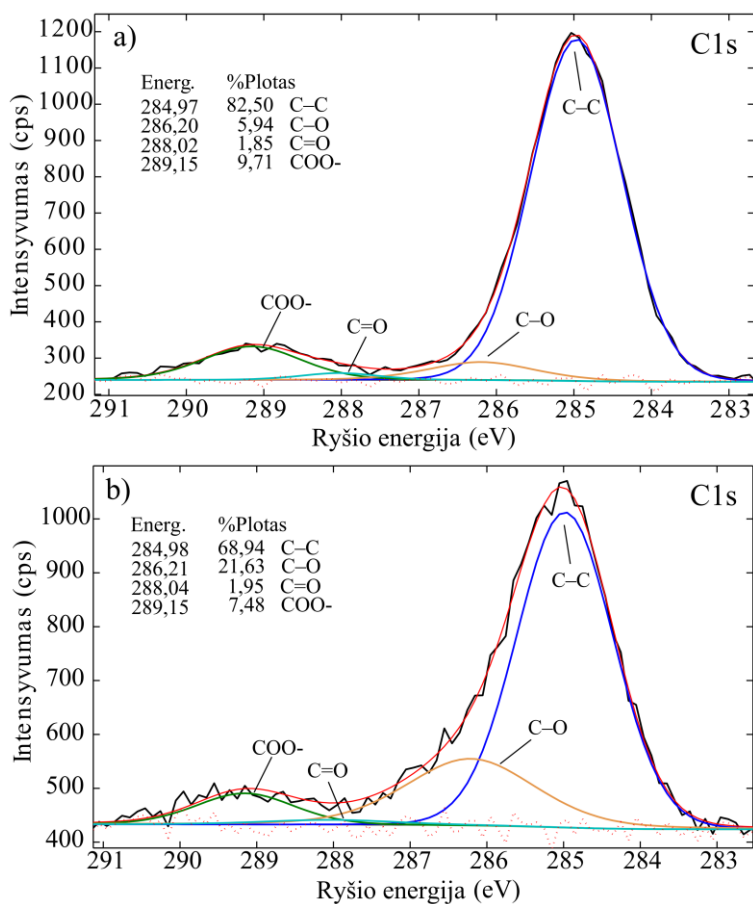 a)
C1s
Energ. %Plotas
284,97 82,50 C–C
286,20 5,94 C–O
288,02 1,85 C=O
289,15 9,71 COO-
C–C
COO-
C=O
C–O
Intensyvumas (cps)
1200
1100
1000
900
800
700
600
500
400
300
200
291 290 289 288 287 286 285 284 283
Ryšio energija (eV)
b)
C1s
Energ. %Plotas
284,98 68,94 C–C
286,21 21,63 C–O
288,04 1,95 C=O
289,15 7,48 COO-
C–C
C–O
COO-
C=O
Intensyvumas (cps)
1000
900
800
700
600
500
400
291 290 289 288 287 286 285 284 283
Ryšio energija (eV)